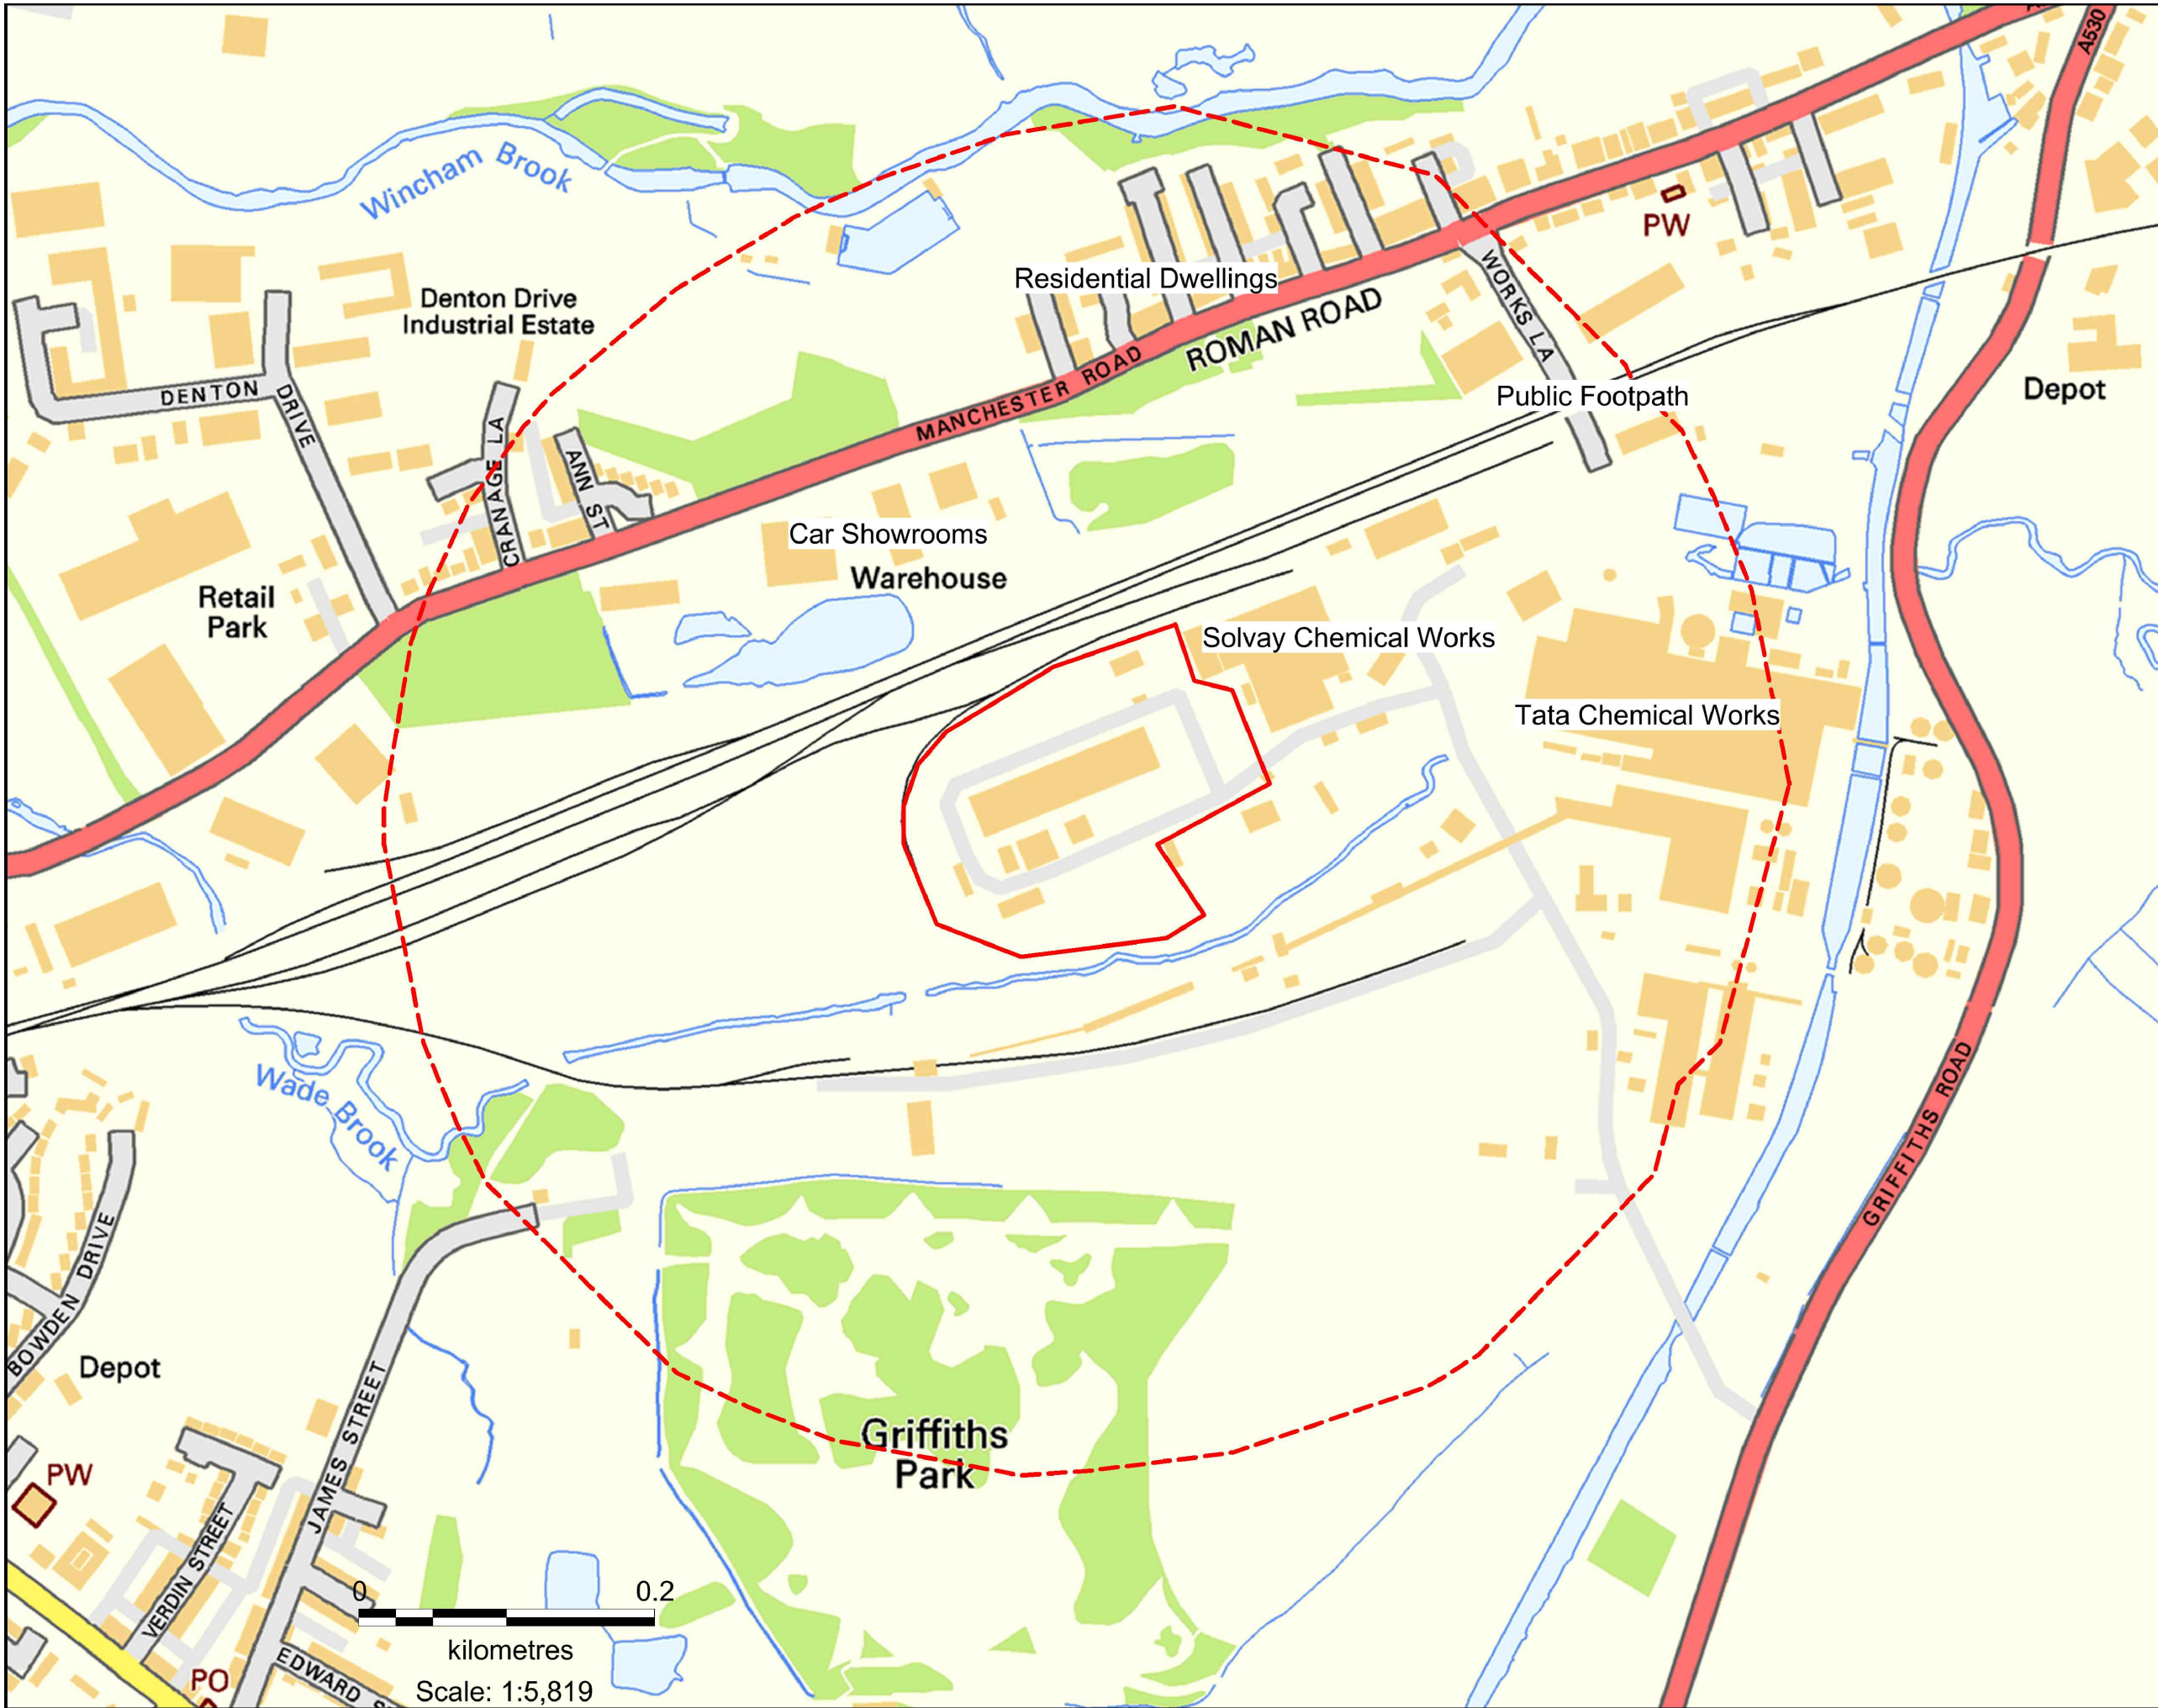 A530
Wincham Brook
PW
Residential Dwellings
Denton Drive
Industrial Estate
ROMAN ROAD
WORKS LA
MANCHESTER ROAD
DENTON
DRIVE
Public Footpath
Depot
CRANAGE LA
ANN ST
Car Showrooms
Warehouse
Retail
Park
Solvay Chemical Works
Tata Chemical Works
Wade Brook
GRIFFITHS ROAD
BOWDEN DRIVE
Depot
JAMES STREET
Griffiths
Park
PW
VERDIN STREET
0 0.2
kilometres
Scale: 1:5,819
PO
EDWARD